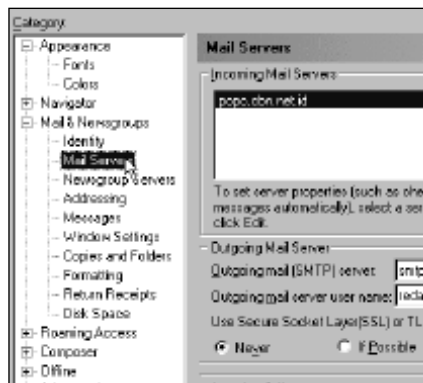 Category:
Appearance
Fonts
Colors
Navigator
Mail & Newsgroups
Identity
Mail Servers
Newsgroup Servers
Addressing
Messages
Window Settings
Copies and Folders
Formatting
Return Receipts
Disk Space
Roaming Access
Composer
Offline
Mail Servers
Incoming Mail Servers
popc.cbn.net.id
To set server properties (such as che
messages automatically), select a ser
click Edit.
Outgoing Mail Server
Outgoing mail (SMTP) server:
smtp
Outgoing mail server user name:
reda
Use Secure Socket Layer(SSL) or TL
Never
If Possible